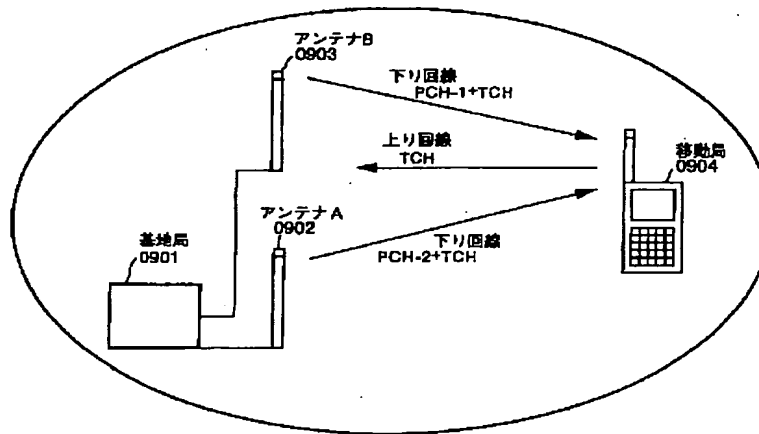 アンテナB
0903
下り回線
PCH-1+TCH
上り回線
TCH
移動局
0904
アンテナA
0902
基地局
0901
下り回線
PCH-2+TCH